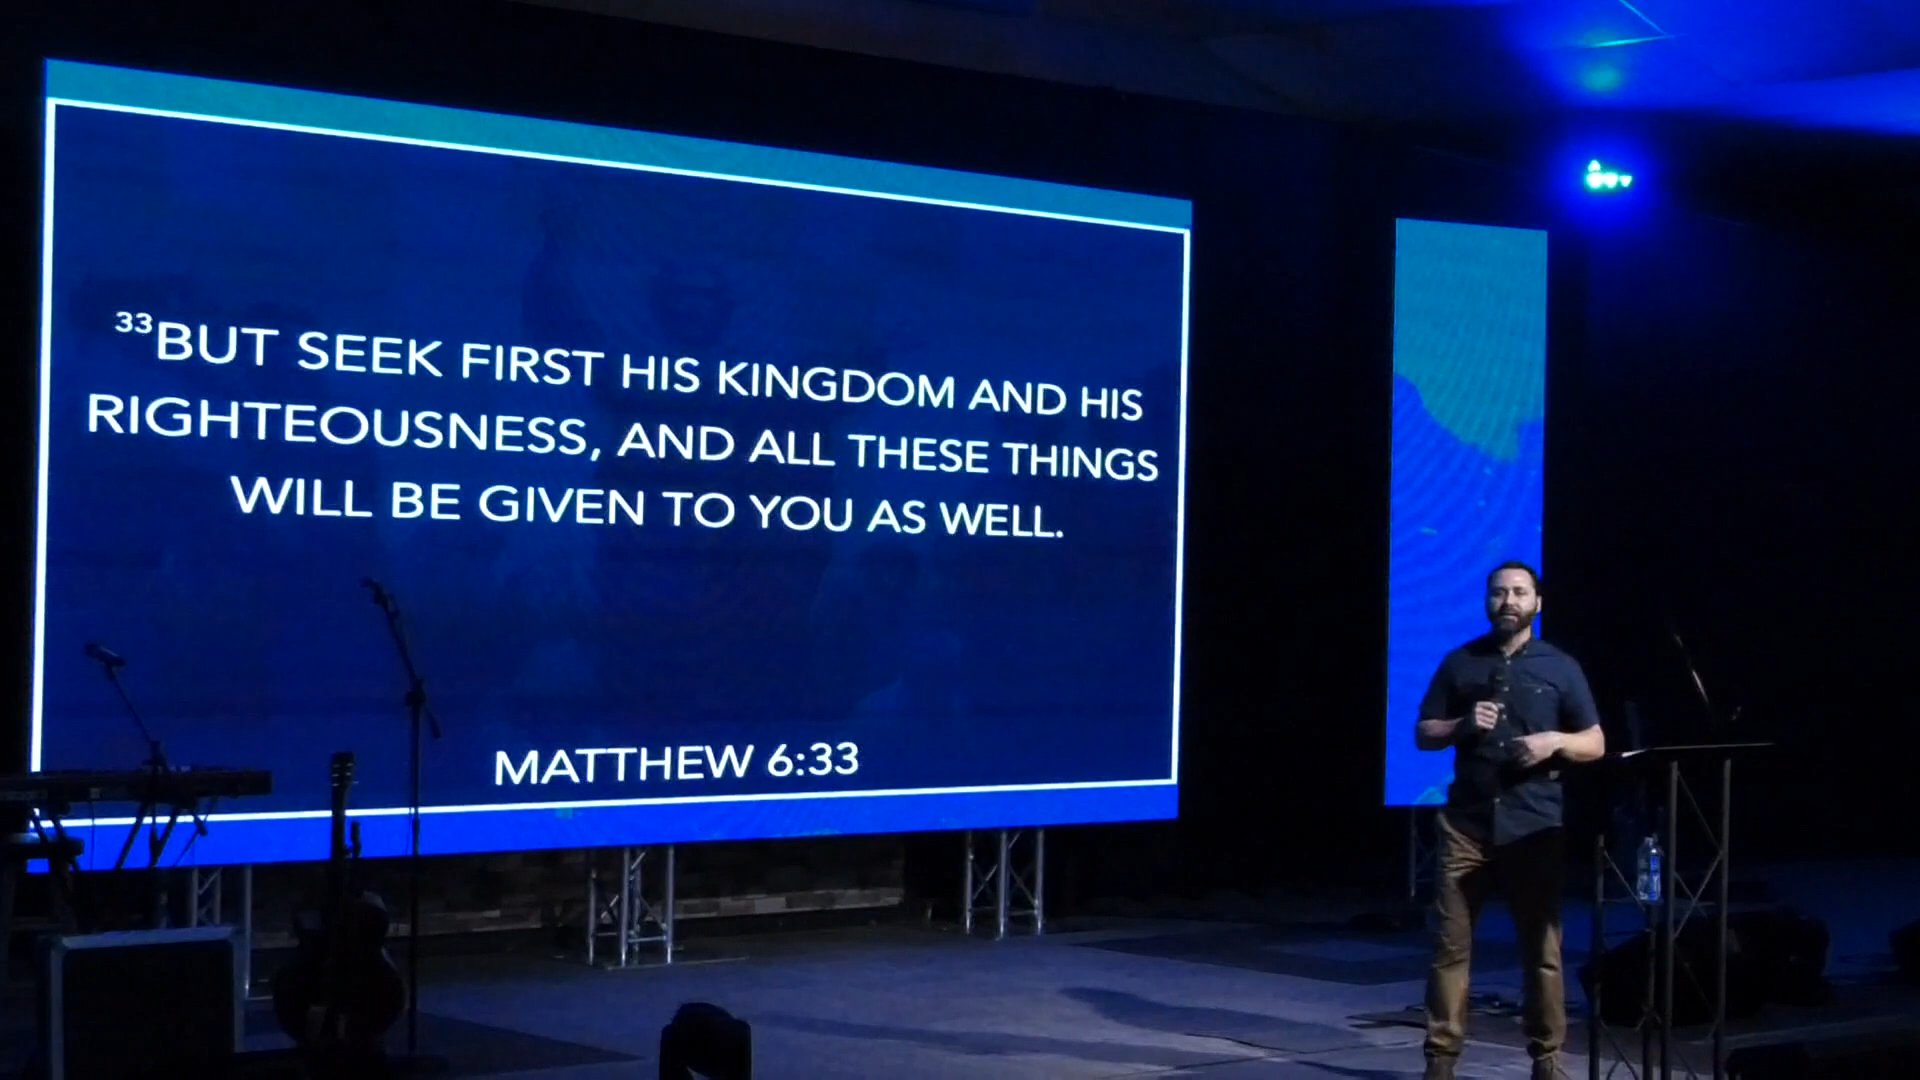 ³³BUT SEEK FIRST HIS KINGDOM AND HIS
RIGHTEOUSNESS, AND ALL THESE THINGS
WILL BE GIVEN TO YOU AS WELL.
MATTHEW 6:33